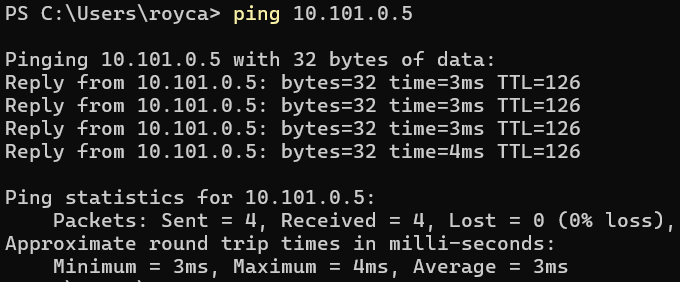 PS C:\Users\royca> ping 10.101.0.5
Pinging 10.101.0.5 with 32 bytes of data:
Reply from 10.101.0.5: bytes=32 time=3ms TTL=126
Reply from 10.101.0.5: bytes=32 time=3ms TTL=126
Reply from 10.101.0.5: bytes=32 time=3ms TTL=126
Reply from 10.101.0.5: bytes=32 time=4ms TTL=126
Ping statistics for 10.101.0.5:
    Packets: Sent = 4, Received = 4, Lost = 0 (0% loss),
Approximate round trip times in milli-seconds:
    Minimum = 3ms, Maximum = 4ms, Average = 3ms